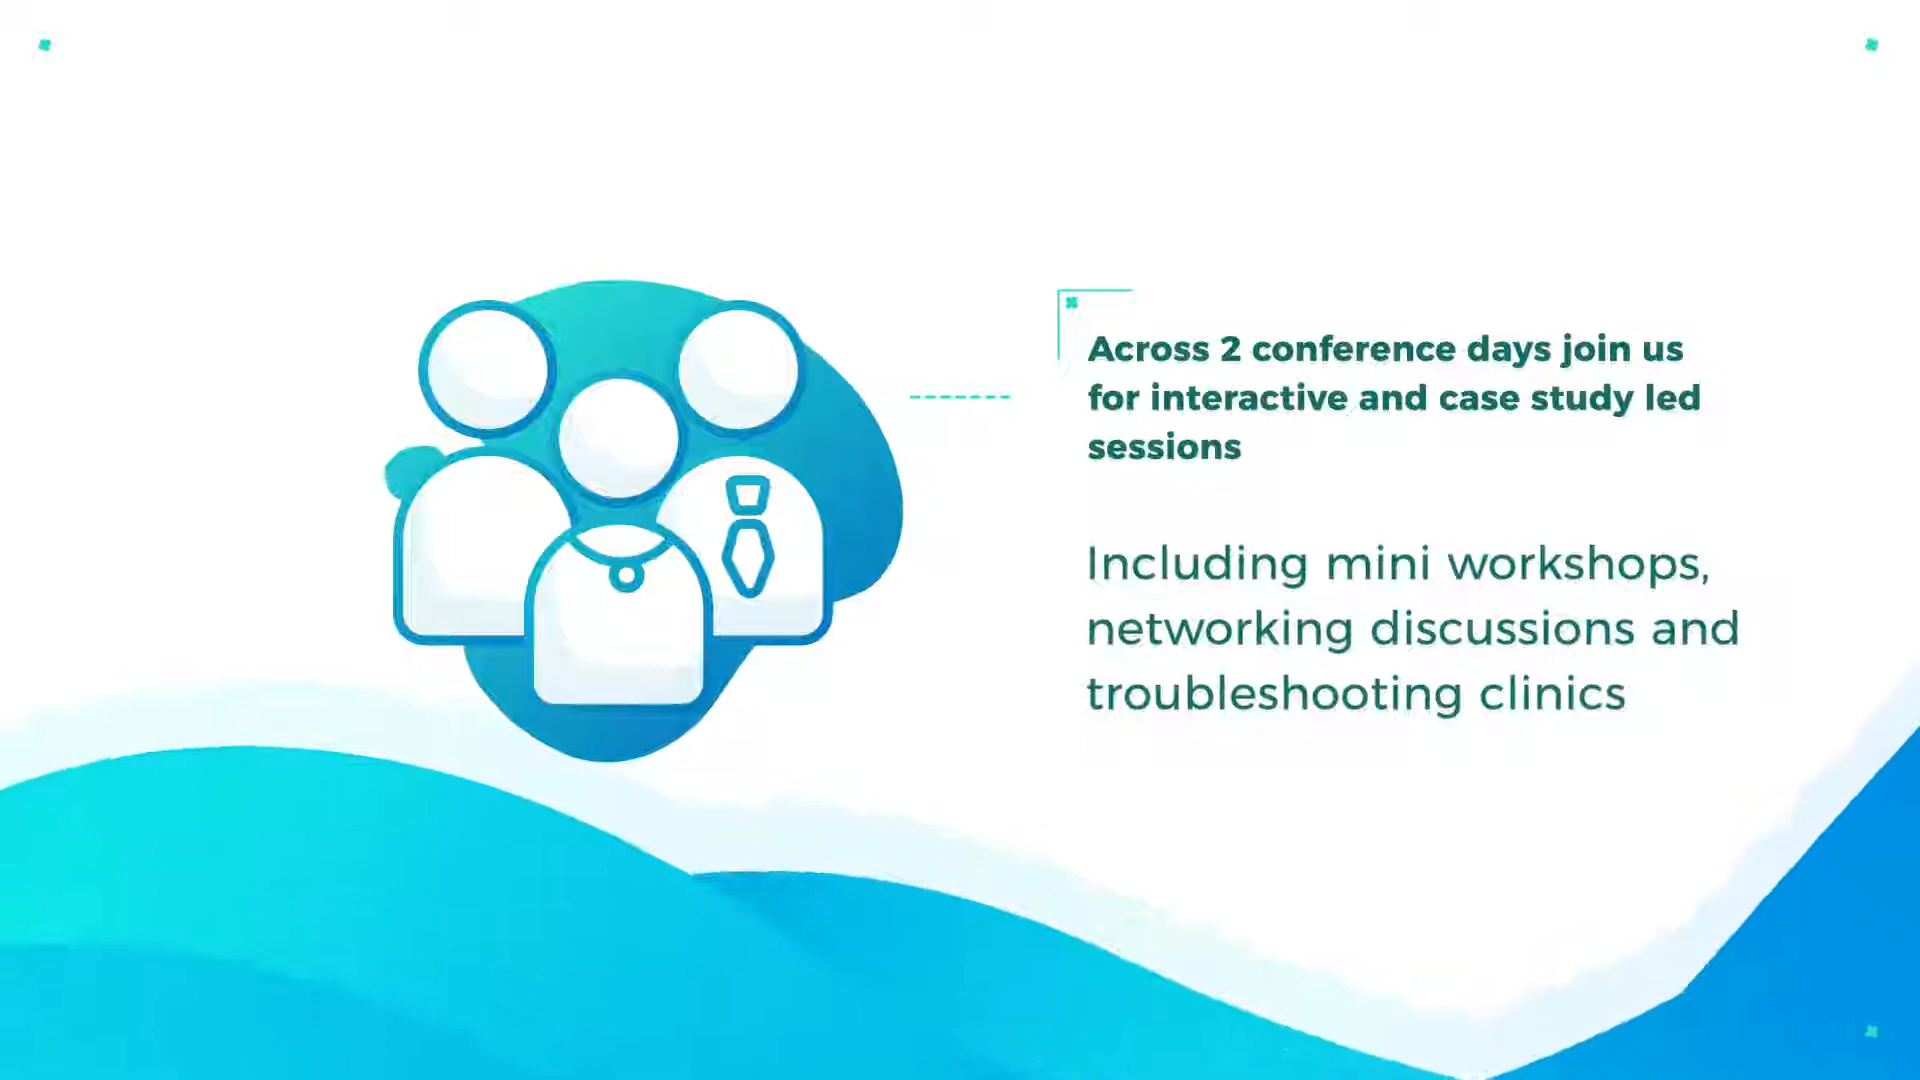 Across 2 conference days join us
for interactive and case study led
sessions
Including mini workshops,
networking discussions and
troubleshooting clinics